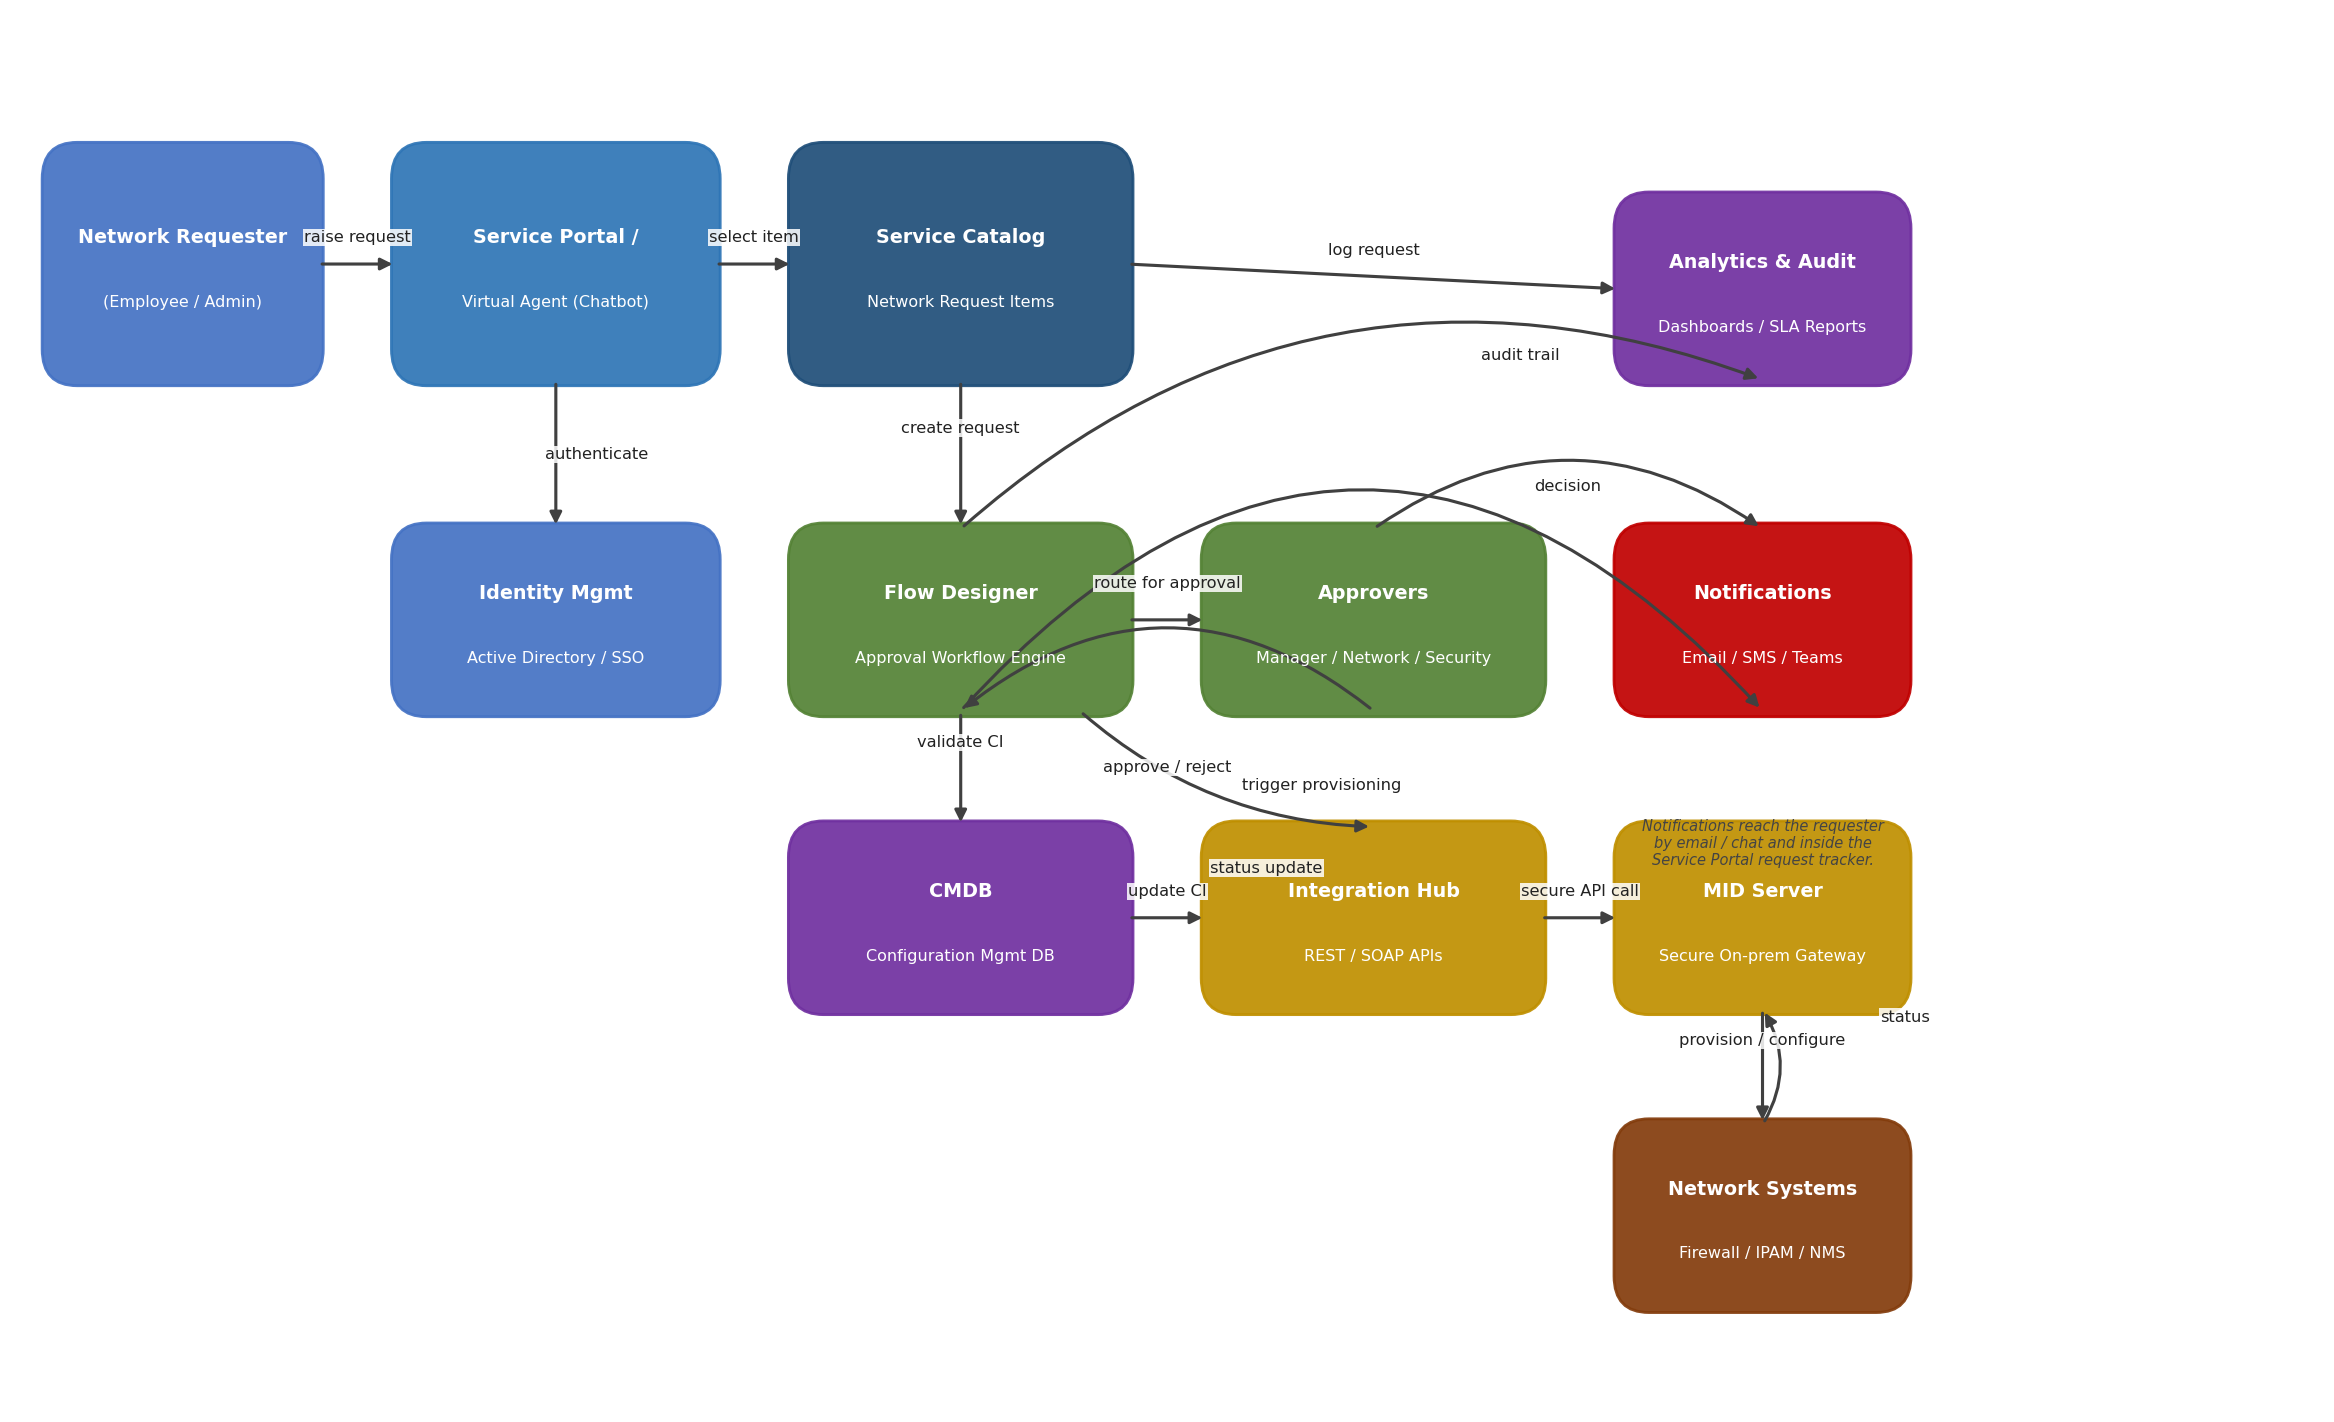 Network Requester
(Employee / Admin)
raise request
Service Portal /
Virtual Agent (Chatbot)
select item
Service Catalog
Network Request Items
log request
Analytics & Audit
Dashboards / SLA Reports
audit trail
authenticate
create request
decision
Identity Mgmt
Active Directory / SSO
Flow Designer
Approval Workflow Engine
route for approval
Approvers
Manager / Network / Security
Notifications
Email / SMS / Teams
validate CI
approve / reject
trigger provisioning
Notifications reach the requester
by email / chat and inside the
Service Portal request tracker.
status update
CMDB
Configuration Mgmt DB
update CI
Integration Hub
REST / SOAP APIs
secure API call
MID Server
Secure On-prem Gateway
status
provision / configure
Network Systems
Firewall / IPAM / NMS